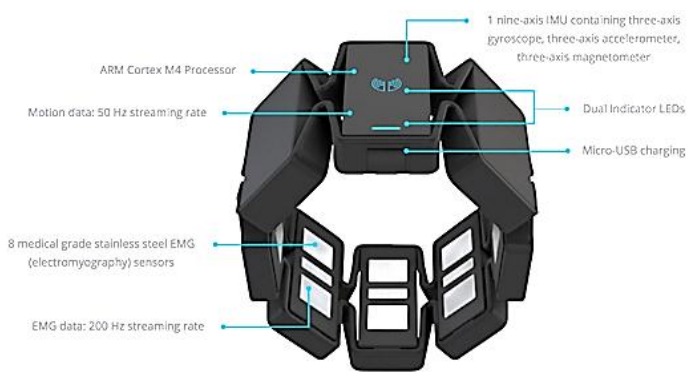 1 nine-axis IMU containing three-axis
gyroscope, three-axis accelerometer,
three-axis magnetometer
ARM Cortex M4 Processor
Motion data: 50 Hz streaming rate
Dual Indicator LEDs
Micro-USB charging
8 medical grade stainless steel EMG
(electromyography) sensors
EMG data: 200 Hz streaming rate